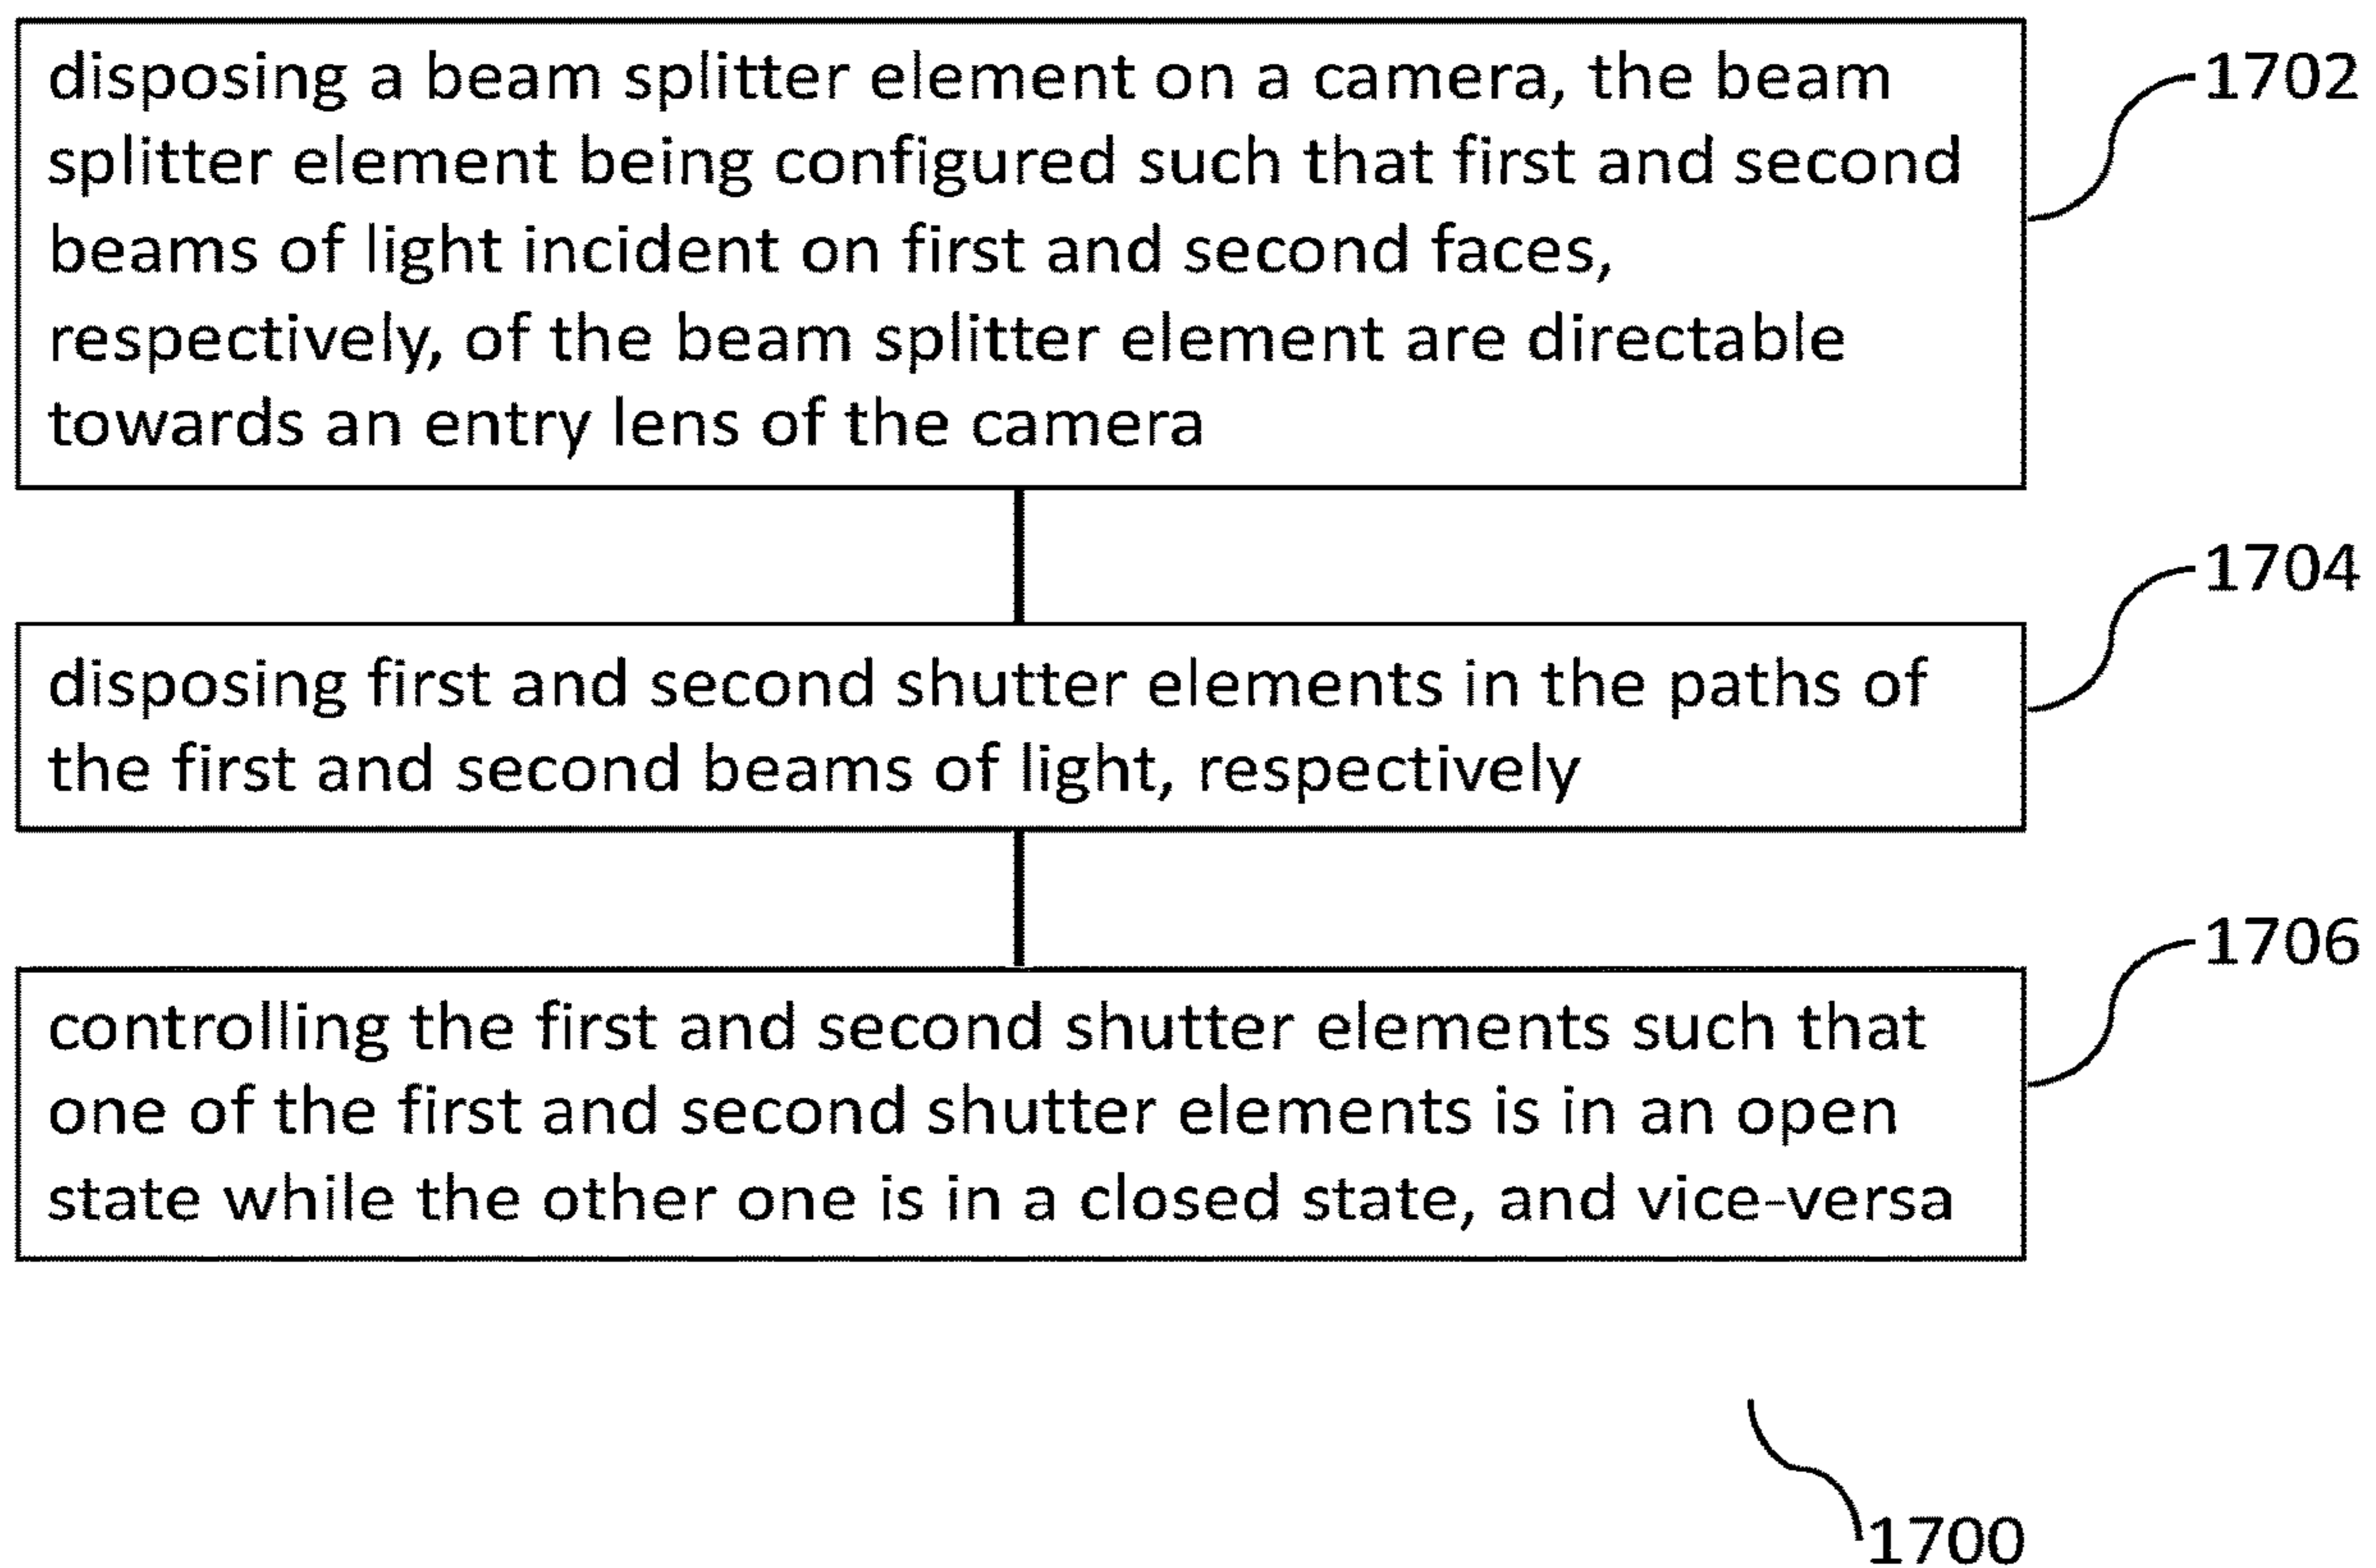 disposing a beam splitter element on a camera, the beam
splitter element being configured such that first and second
beams of light incident on first and second faces,
respectively, of the beam splitter element are directable
towards an entry lens of the camera
1702
disposing first and second shutter elements in the paths of
the first and second beams of light, respectively
1704
controlling the first and second shutter elements such that
one of the first and second shutter elements is in an open
state while the other one is in a closed state, and vice-versa
1706
1700